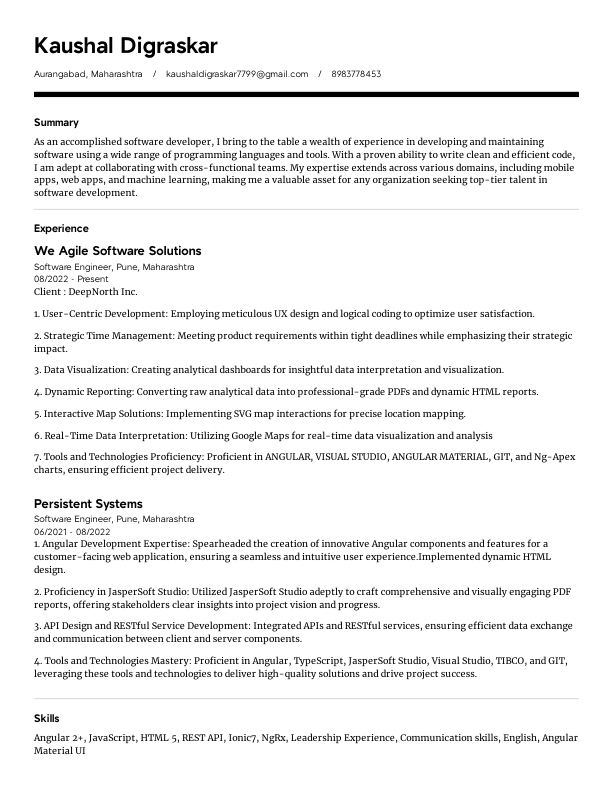 Kaushal Digraskar
Aurangabad, Maharashtra / kaushaldigraskar7799@gmail.com / 8983778453
Summary
As an accomplished software developer, I bring to the table a wealth of experience in developing and maintaining
software using a wide range of programming languages and tools. With a proven ability to write clean and efficient code,
I am adept at collaborating with cross-functional teams. My expertise extends across various domains, including mobile
apps, web apps, and machine learning, making me a valuable asset for any organization seeking top-tier talent in
software development.
Experience
We Agile Software Solutions
Software Engineer, Pune, Maharashtra
08/2022 - Present
Client : DeepNorth Inc.
1. User-Centric Development: Employing meticulous UX design and logical coding to optimize user satisfaction.
2. Strategic Time Management: Meeting product requirements within tight deadlines while emphasizing their strategic
impact.
3. Data Visualization: Creating analytical dashboards for insightful data interpretation and visualization.
4. Dynamic Reporting: Converting raw analytical data into professional-grade PDFs and dynamic HTML reports.
5. Interactive Map Solutions: Implementing SVG map interactions for precise location mapping.
6. Real-Time Data Interpretation: Utilizing Google Maps for real-time data visualization and analysis
7. Tools and Technologies Proficiency: Proficient in ANGULAR, VISUAL STUDIO, ANGULAR MATERIAL, GIT, and Ng-Apex
charts, ensuring efficient project delivery.
Persistent Systems
Software Engineer, Pune, Maharashtra
06/2021 - 08/2022
1. Angular Development Expertise: Spearheaded the creation of innovative Angular components and features for a
customer-facing web application, ensuring a seamless and intuitive user experience.Implemented dynamic HTML
design.
2. Proficiency in JasperSoft Studio: Utilized JasperSoft Studio adeptly to craft comprehensive and visually engaging PDF
reports, offering stakeholders clear insights into project vision and progress.
3. API Design and RESTful Service Development: Integrated APIs and RESTful services, ensuring efficient data exchange
and communication between client and server components.
4. Tools and Technologies Mastery: Proficient in Angular, TypeScript, JasperSoft Studio, Visual Studio, TIBCO, and GIT,
leveraging these tools and technologies to deliver high-quality solutions and drive project success.
Skills
Angular 2+, JavaScript, HTML 5, REST API, Ionic7, NgRx, Leadership Experience, Communication skills, English, Angular
Material UI